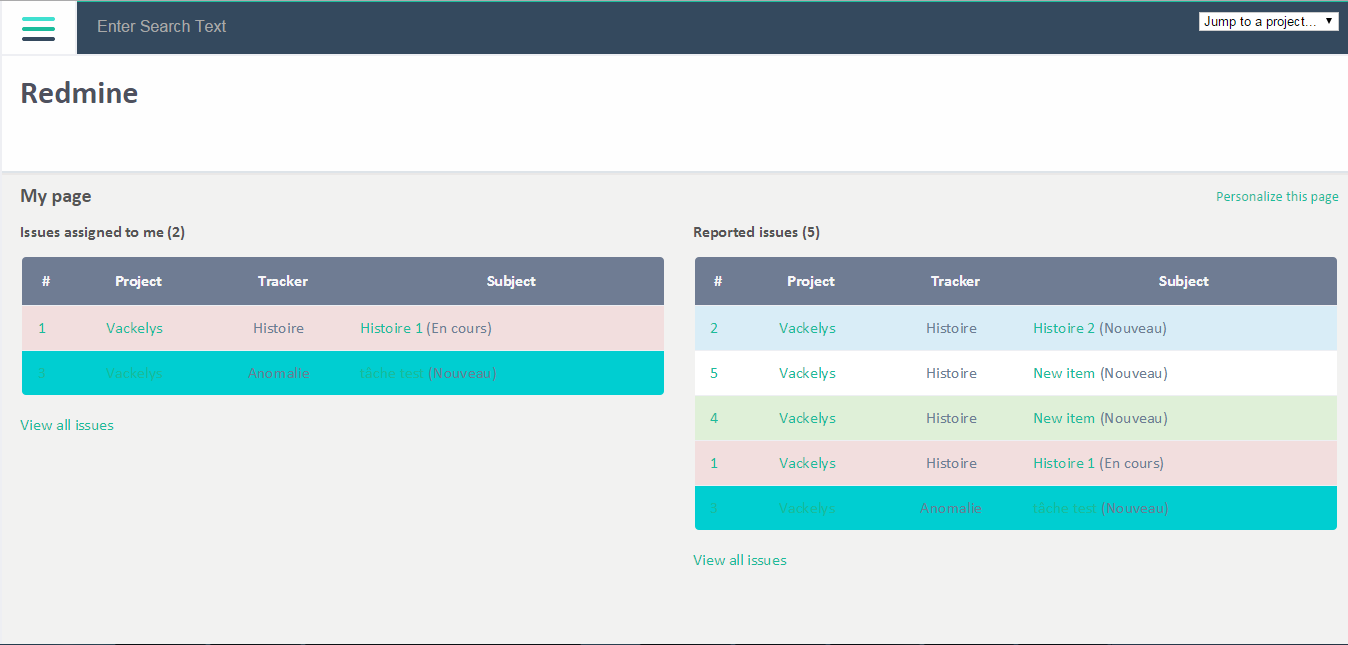 Enter Search Text
Jump to a project...
Redmine
My page
Personalize this page
Issues assigned to me (2)
# Project Tracker Subject
1 Vackelys Histoire Histoire 1 (En cours)
3 Vackelys Anomalie tâche test (Nouveau)
View all issues
Reported issues (5)
# Project Tracker Subject
2 Vackelys Histoire Histoire 2 (Nouveau)
5 Vackelys Histoire New item (Nouveau)
4 Vackelys Histoire New item (Nouveau)
1 Vackelys Histoire Histoire 1 (En cours)
3 Vackelys Anomalie tâche test (Nouveau)
View all issues